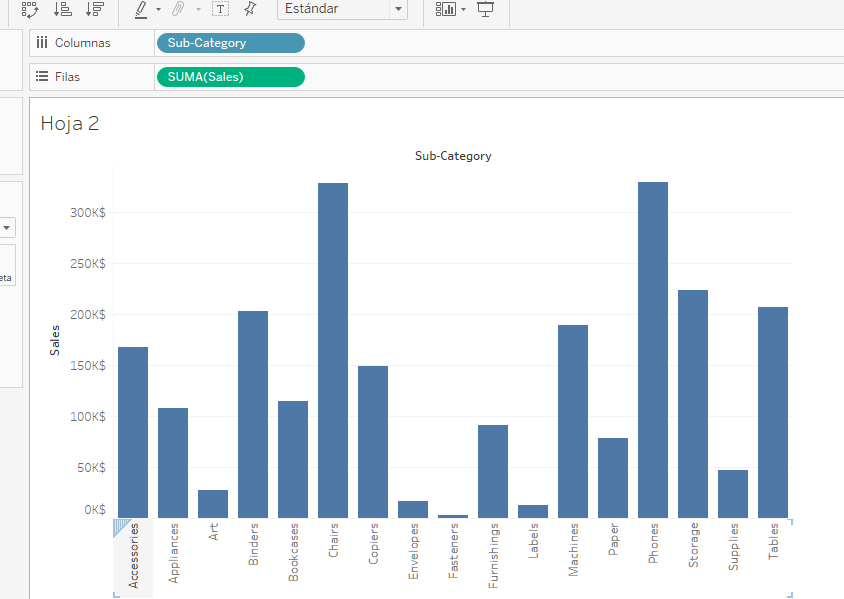 Estándar
Columnas
Sub-Category
Filas
SUMA(Sales)
Hoja 2
Sub-Category
300K$
250K$
200K$
150K$
100K$
50K$
0K$
Sales
eta
Accessories
Appliances
Art
Binders
Bookcases
Chairs
Copiers
Envelopes
Fasteners
Furnishings
Labels
Machines
Paper
Phones
Storage
Supplies
Tables